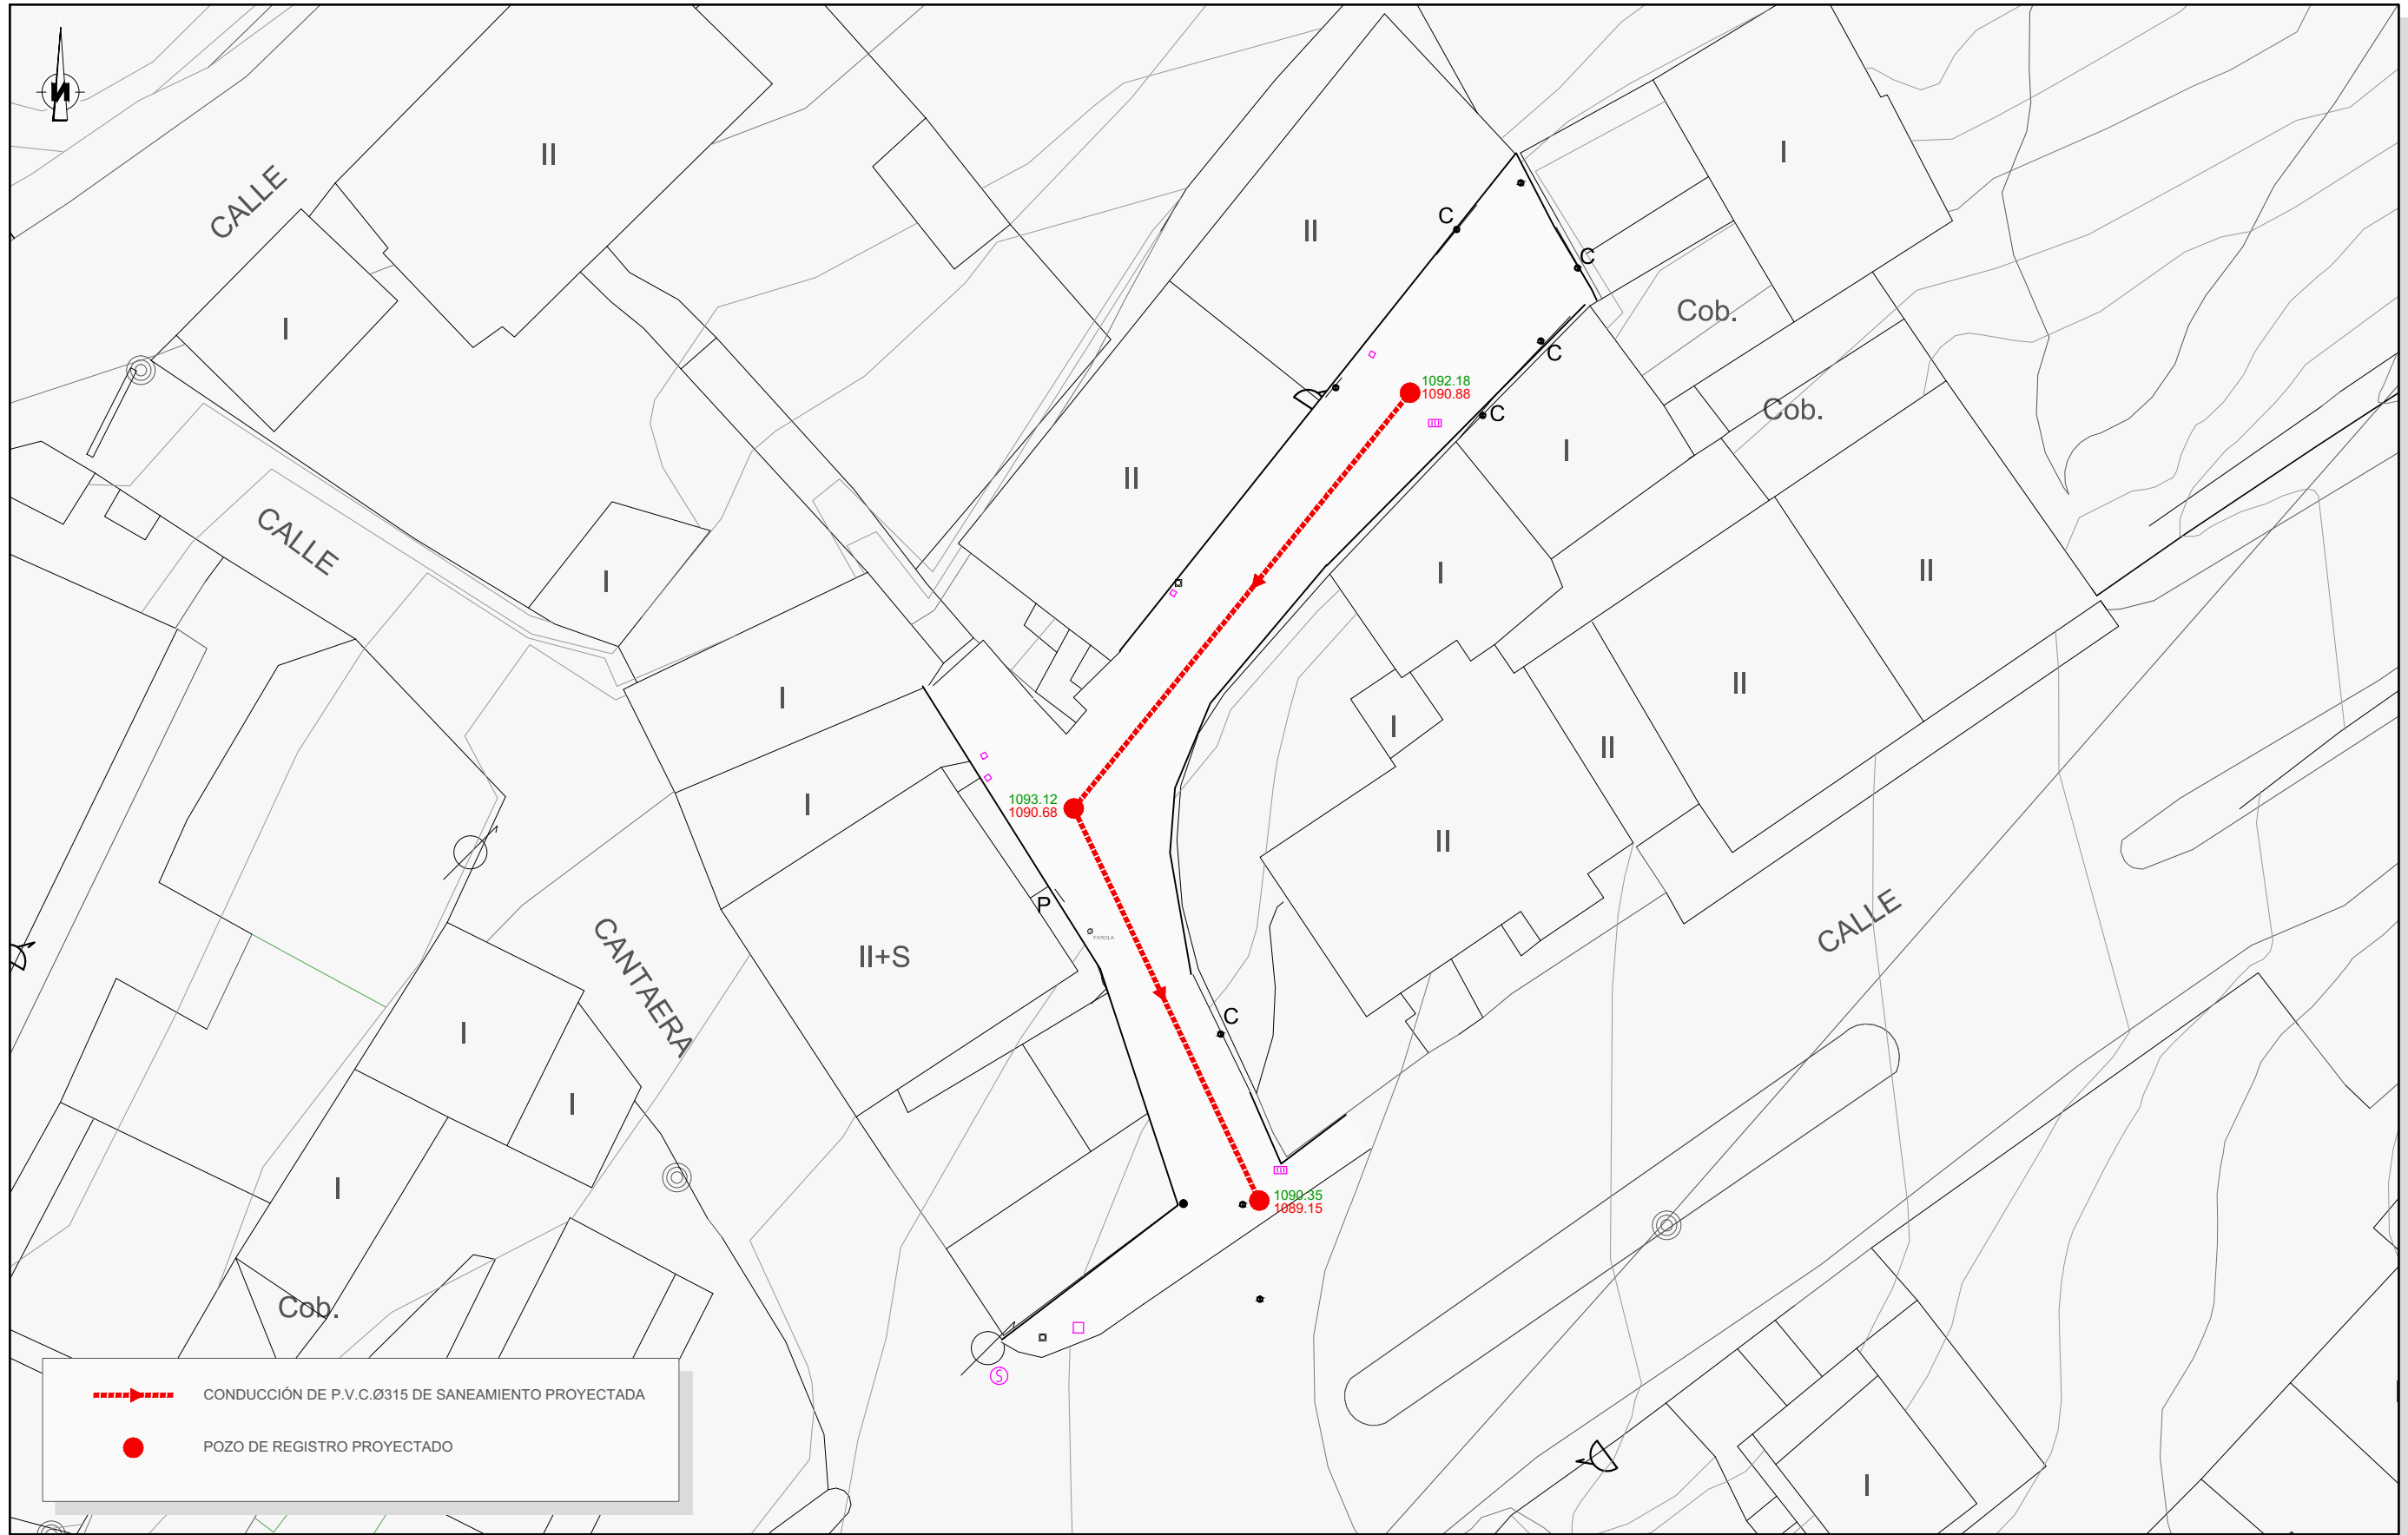 N
II
I
CALLE
II
C
C
I
Cob.
I
C
1092.18
1090.88
C
Cob.
II
I
CALLE
I
I
II
I
II
I
II
I
1093.12
1090.68
II
P
FAROLA
CALLE
CANTAERA
II+S
I
C
I
I
1090.35
1089.15
Cob.
S
I
CONDUCCIÓN DE P.V.C.Ø315 DE SANEAMIENTO PROYECTADA
POZO DE REGISTRO PROYECTADO